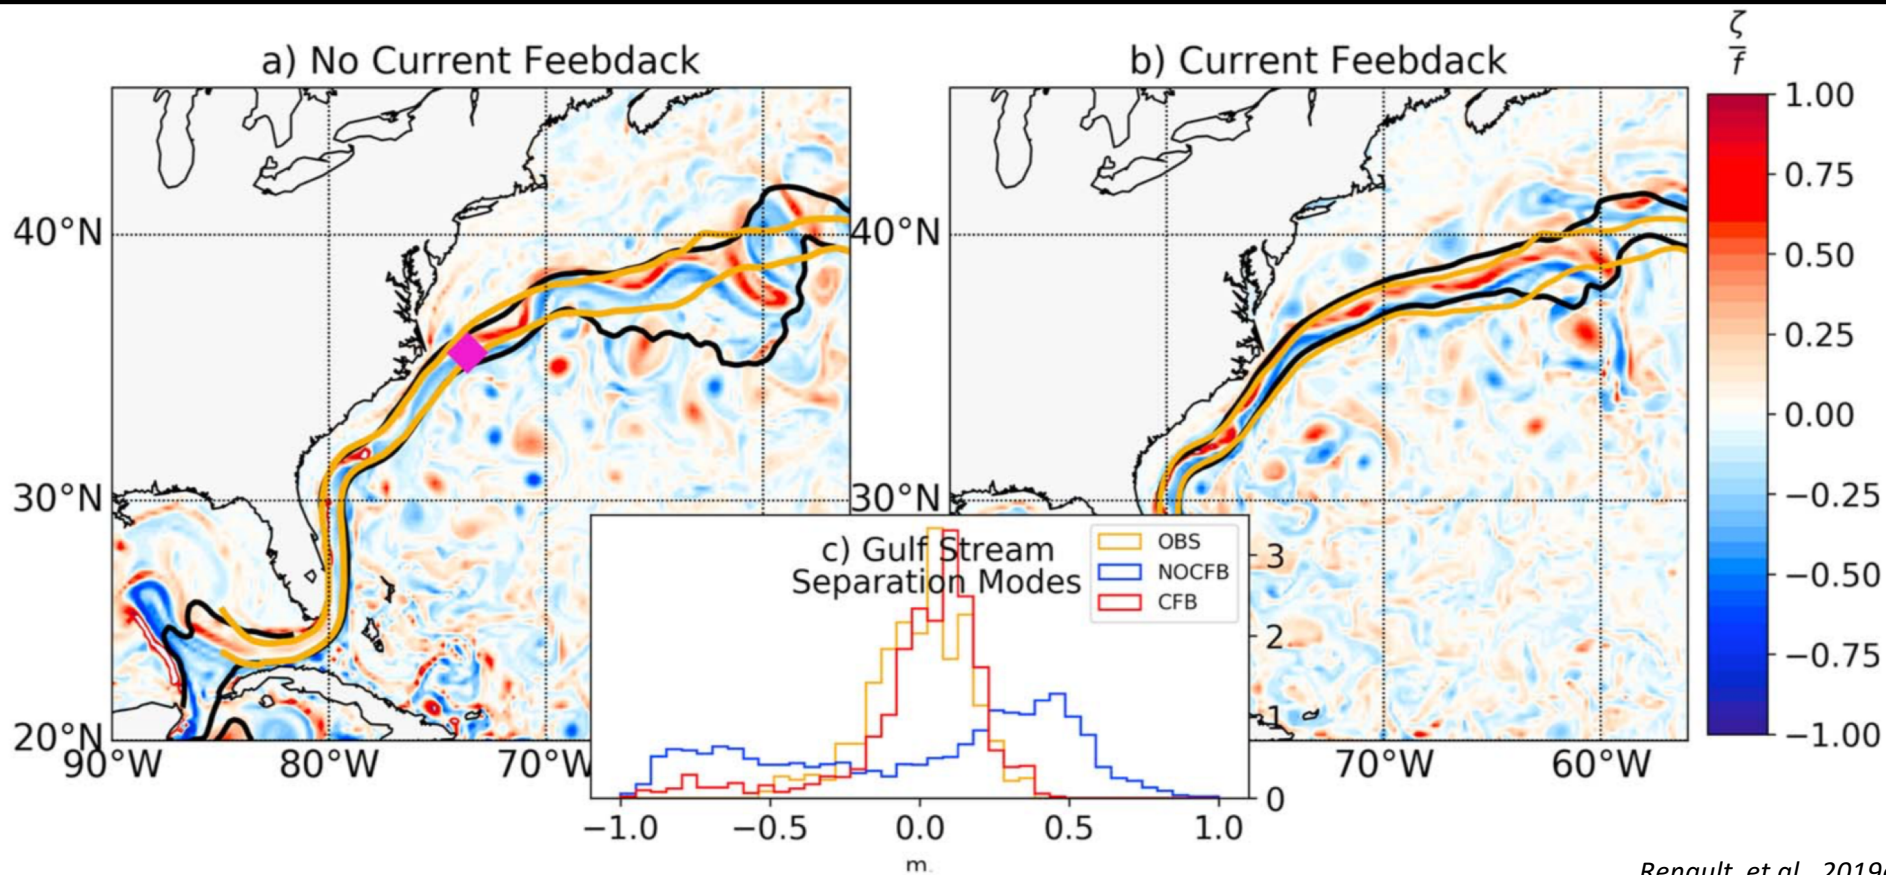 a) No Current Feebdack
b) Current Feebdack
ζ
f
1.00
0.75
0.50
0.25
0.00
−0.25
−0.50
−0.75
−1.00
40°N
30°N
20°N
90°W
80°W
70°W
40°N
30°N
70°W
60°W
c) Gulf Stream
Separation Modes
OBS
NOCFB
CFB
3
2
1
0
−1.0
−0.5
0.0
0.5
1.0
m.
Renault, et al., 2019